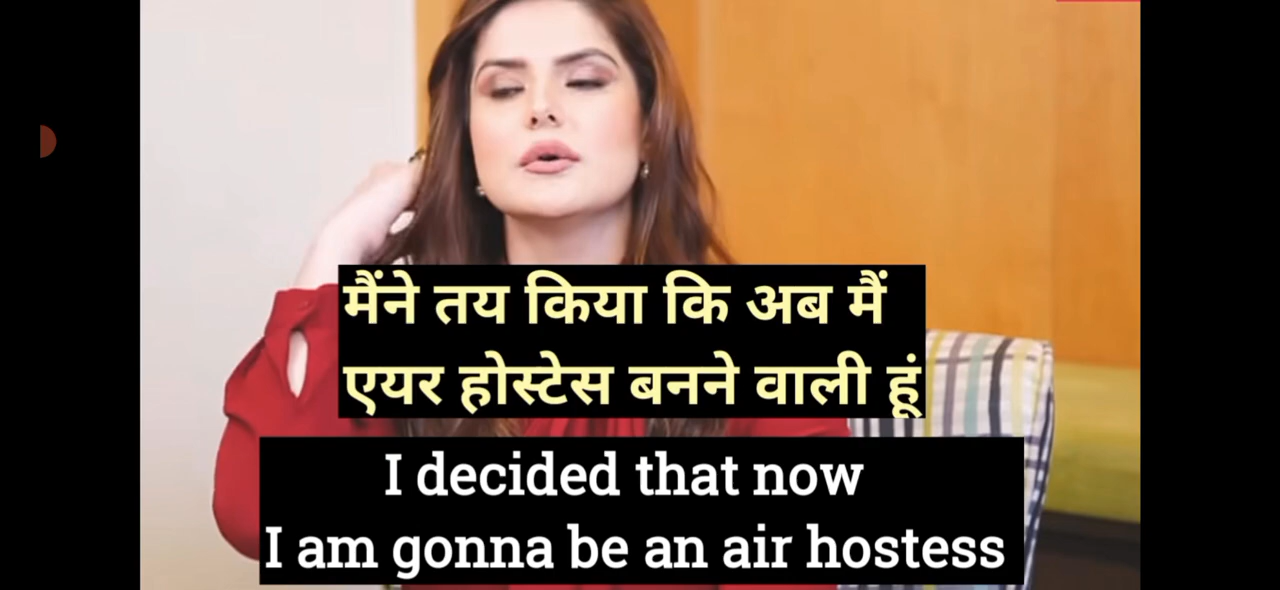 मैंने तय किया कि अब मैं
एयर होस्टेस बनने वाली हूं
I decided that now
I am gonna be an air hostess